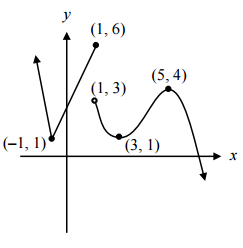 y
(1, 6)
(5, 4)
(1, 3)
(−1, 1)
(3, 1)
x